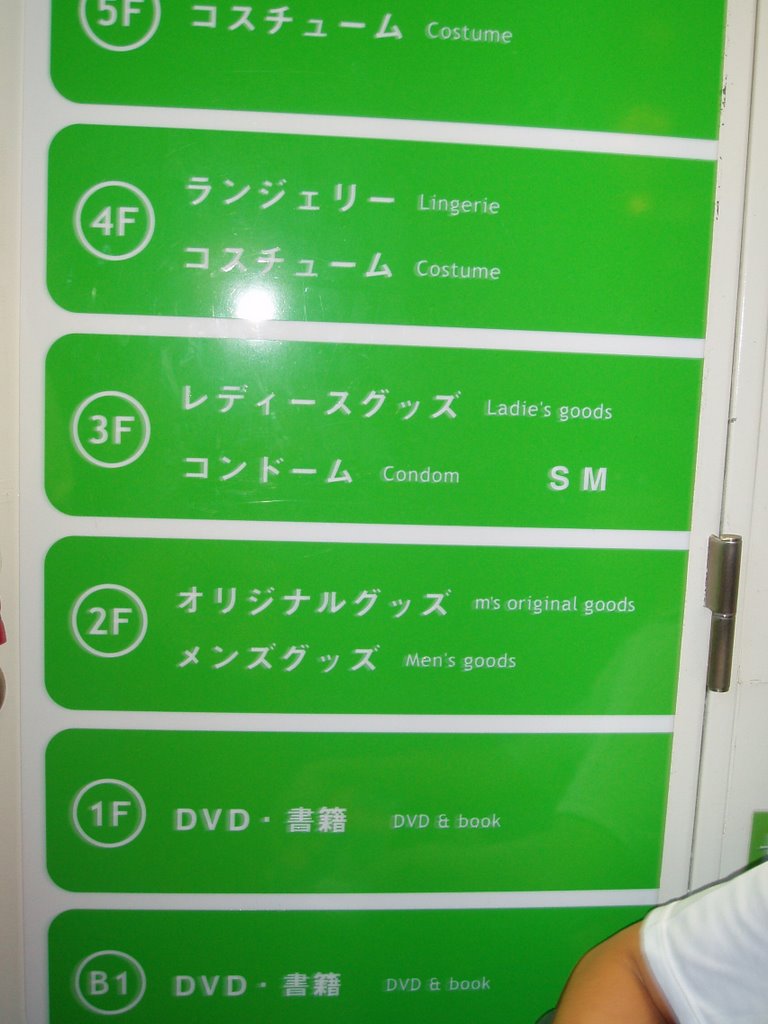 5F コスチューム Costume
4F ランジェリー Lingerie
コスチューム Costume
3F レディースグッズ Ladie's goods
コンドーム Condom SM
2F オリジナルグッズ m's original goods
メンズグッズ Men's goods
1F DVD・書籍 DVD & book
B1 DVD・書籍 DVD & book